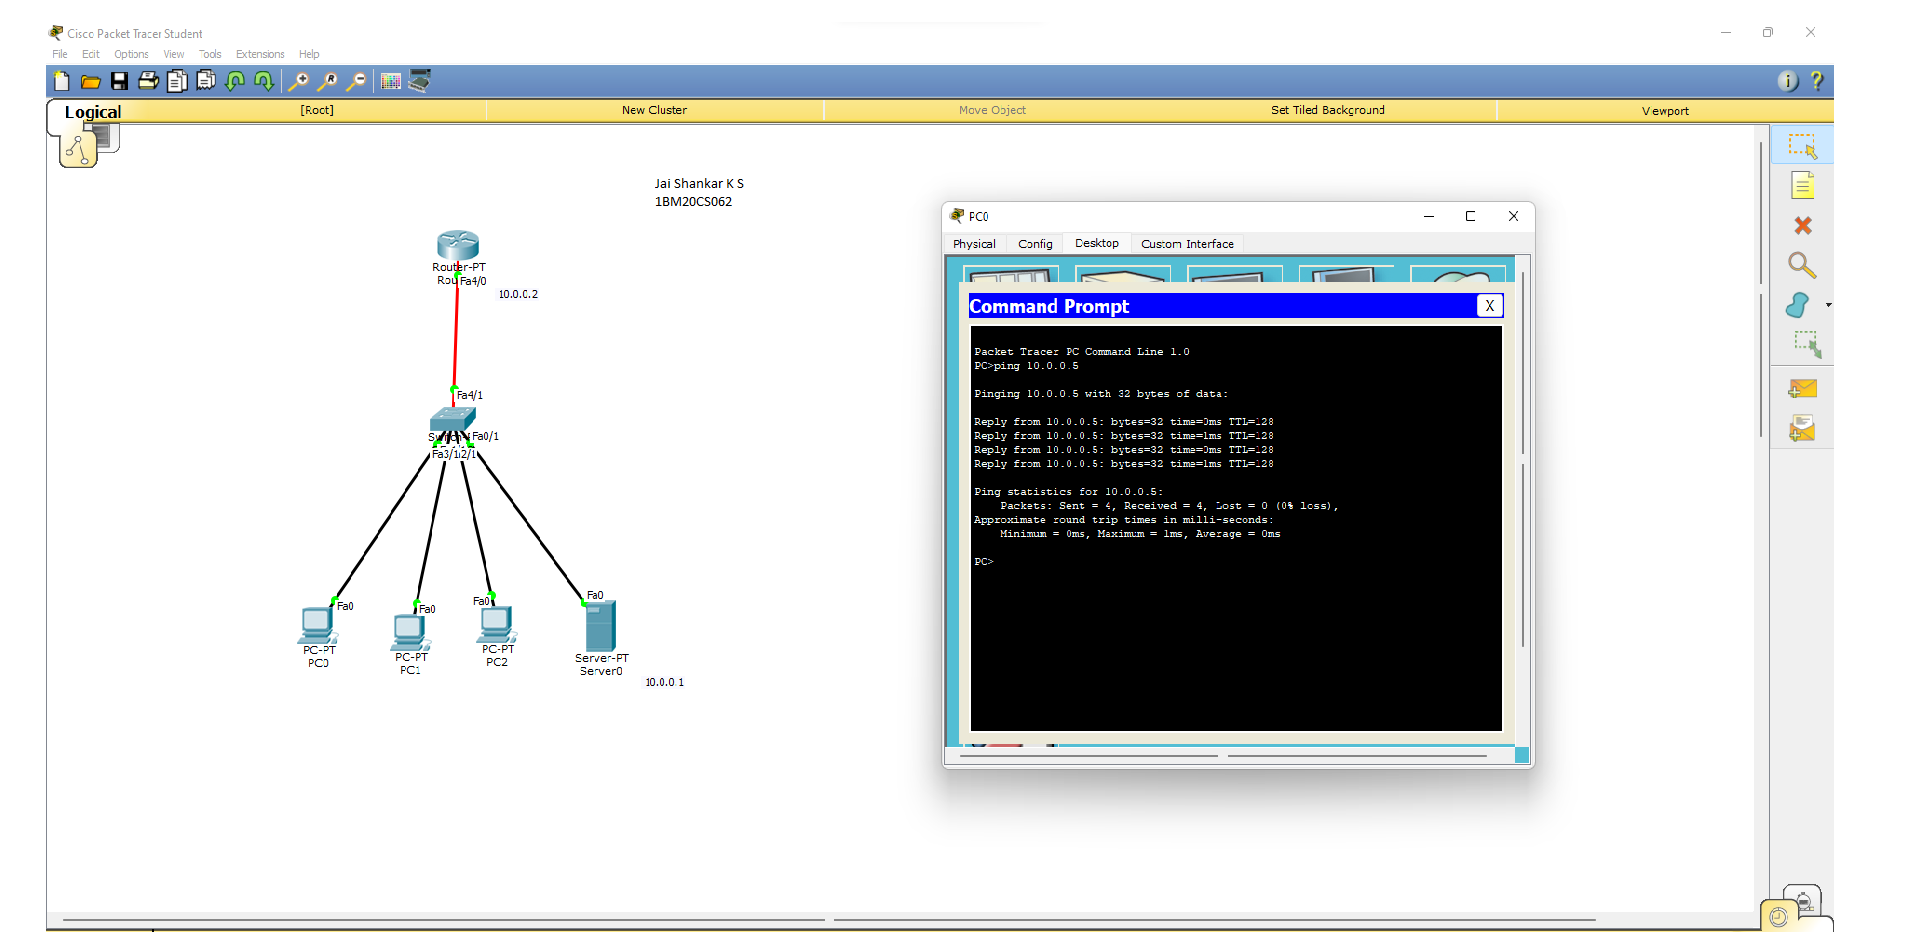 Cisco Packet Tracer Student
File Edit Options View Tools Extensions Help
Logical [Root] New Cluster Move Object Set Tiled Background Viewport
Jai Shankar K S
1BM20CS062
Router-PT
Fa4/0
10.0.0.2
Fa4/1
Fa0/1
Fa3/1
2/1
Fa0
Fa0
Fa0
Fa0
PC-PT
PC0
PC-PT
PC1
PC-PT
PC2
Server-PT
Server0
10.0.0.1
PC0
Physical Config Desktop Custom Interface
Command Prompt X
Packet Tracer PC Command Line 1.0
PC>ping 10.0.0.5
Pinging 10.0.0.5 with 32 bytes of data:
Reply from 10.0.0.5: bytes=32 time=0ms TTL=128
Reply from 10.0.0.5: bytes=32 time=1ms TTL=128
Reply from 10.0.0.5: bytes=32 time=0ms TTL=128
Reply from 10.0.0.5: bytes=32 time=1ms TTL=128
Ping statistics for 10.0.0.5:
Packets: Sent = 4, Received = 4, Lost = 0 (0% loss),
Approximate round trip times in milli-seconds:
Minimum = 0ms, Maximum = 1ms, Average = 0ms
PC>